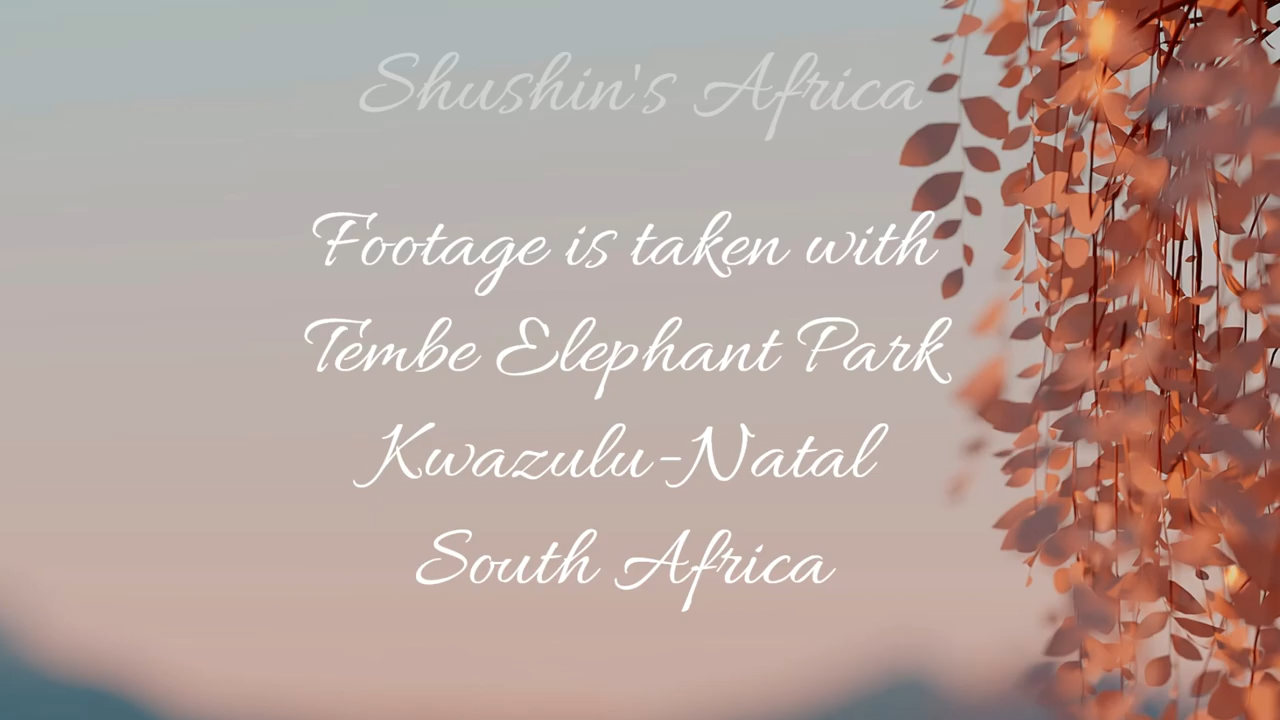 Shushin's Africa
Footage is taken with
Tembe Elephant Park
Kwazulu-Natal
South Africa